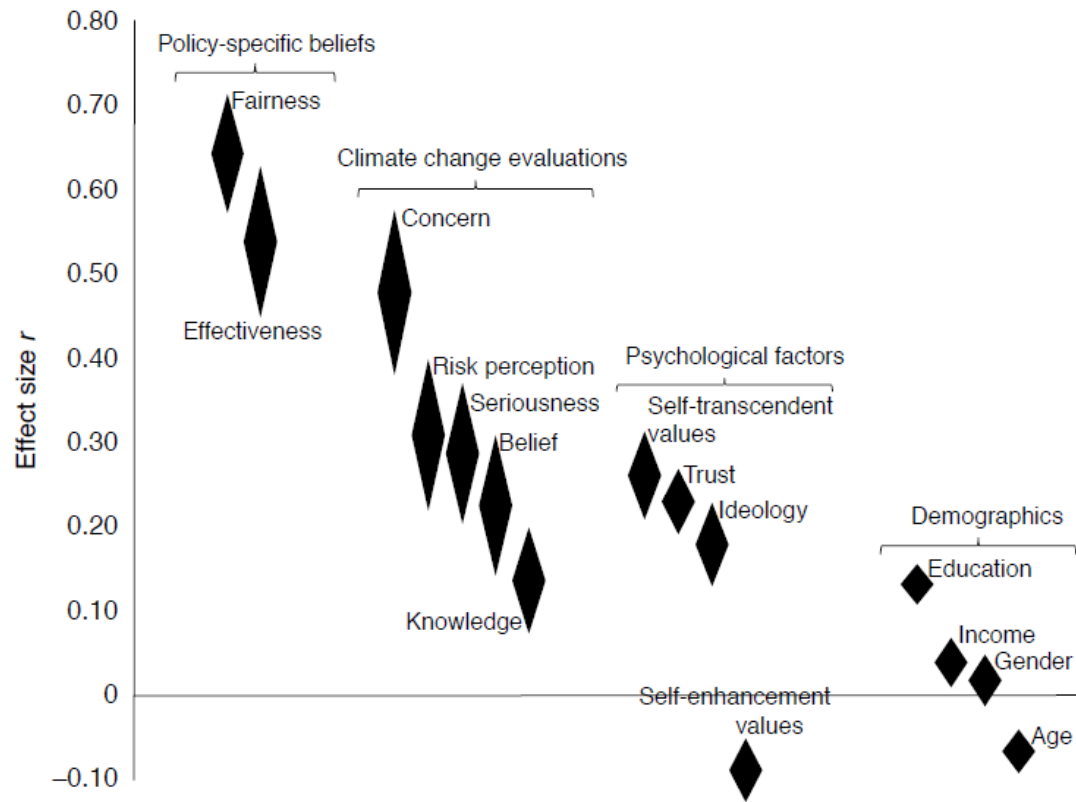 0.80
0.70
0.60
0.50
0.40
0.30
0.20
0.10
0
–0.10
Effect size r
Policy-specific beliefs
Fairness
Effectiveness
Climate change evaluations
Concern
Risk perception
Seriousness
Belief
Knowledge
Psychological factors
Self-transcendent
values
Trust
Ideology
Self-enhancement
values
Demographics
Education
Income
Gender
Age